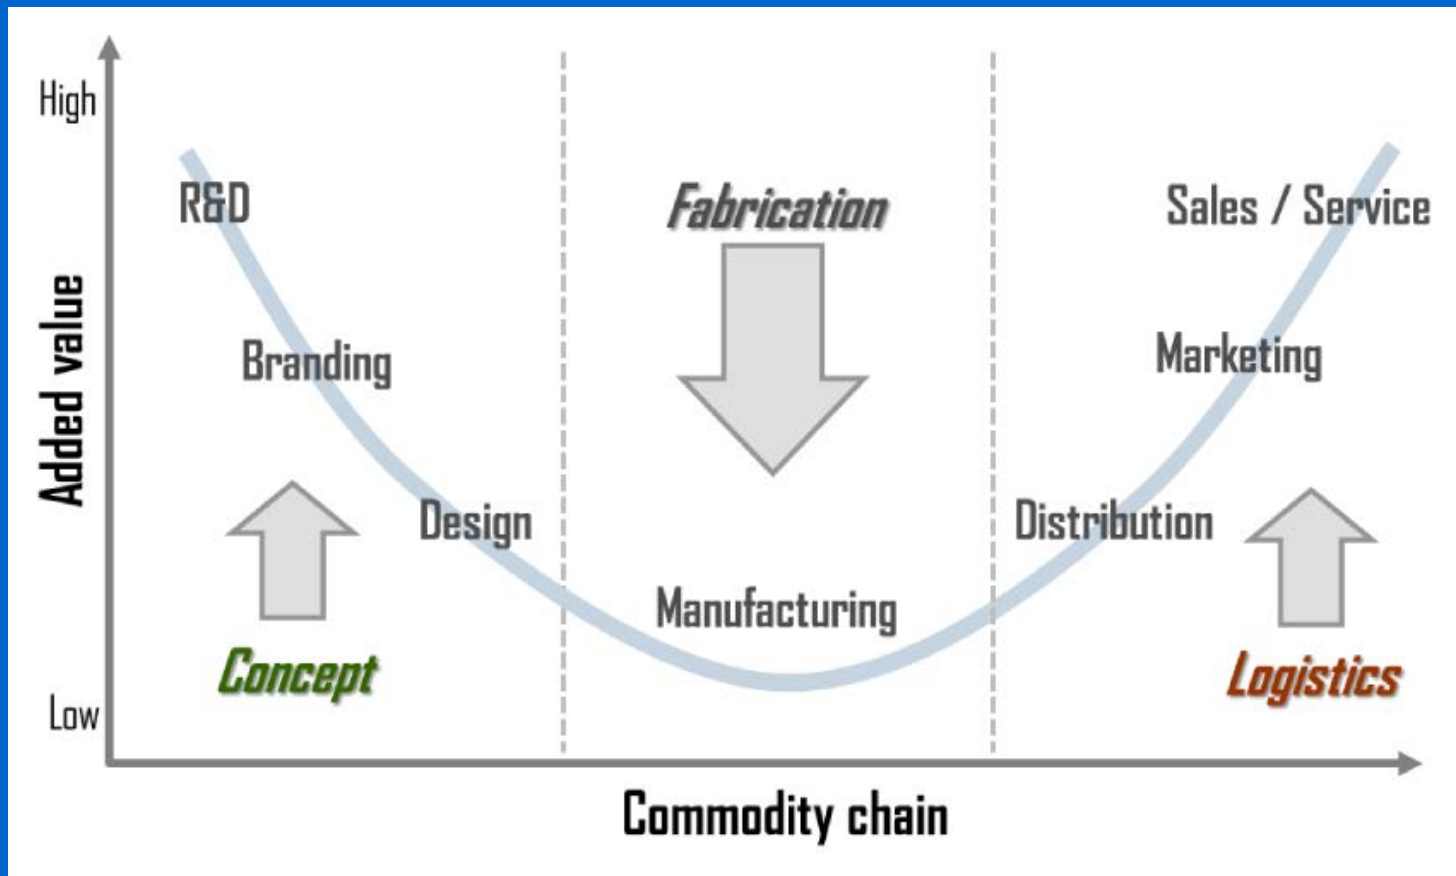 High
R&D
Fabrication
Sales / Service
Added value
Branding
Marketing
Design
Distribution
Manufacturing
Concept
Logistics
Low
Commodity chain